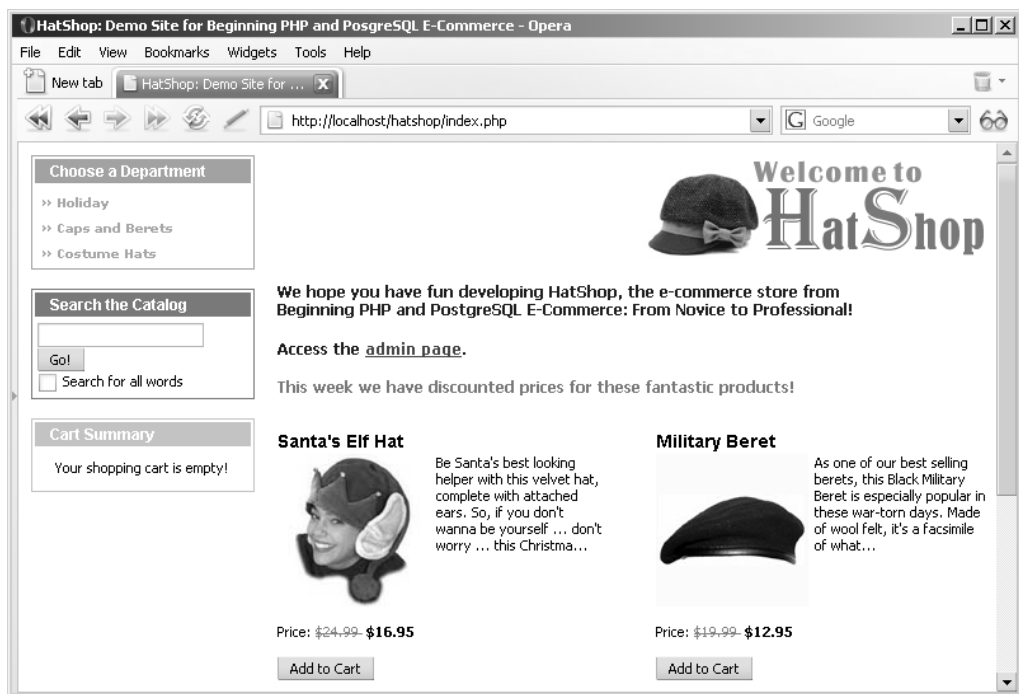 HatShop: Demo Site for Beginning PHP and PosgreSQL E-Commerce - Opera
File Edit View Bookmarks Widgets Tools Help
New tab
HatShop: Demo Site for ...
http://localhost/hatshop/index.php
G Google
Choose a Department
>> Holiday
>> Caps and Berets
>> Costume Hats
Search the Catalog
Go!
Search for all words
Cart Summary
Your shopping cart is empty!
Welcome to
HatShop
We hope you have fun developing HatShop, the e-commerce store from
Beginning PHP and PostgreSQL E-Commerce: From Novice to Professional!
Access the admin page.
This week we have discounted prices for these fantastic products!
Santa's Elf Hat
Be Santa's best looking
helper with this velvet hat,
complete with attached
ears. So, if you don't
wanna be yourself ... don't
worry ... this Christma...
Price: $24.99 $16.95
Add to Cart
Military Beret
As one of our best selling
berets, this Black Military
Beret is especially popular in
these war-torn days. Made
of wool felt, it's a facsimile
of what...
Price: $19.99 $12.95
Add to Cart